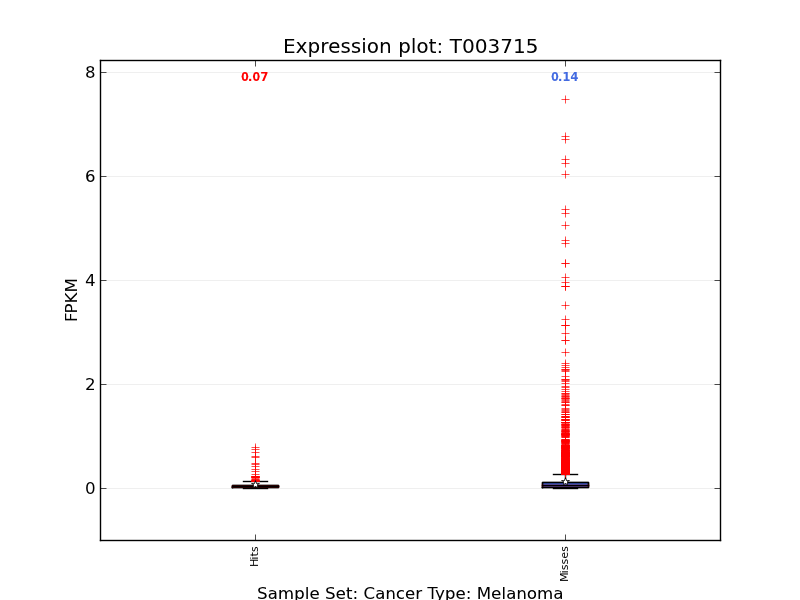 Expression plot: T003715
0.07
0.14
8
6
4
2
0
FPKM
Hits
Misses
Sample Set: Cancer Type: Melanoma